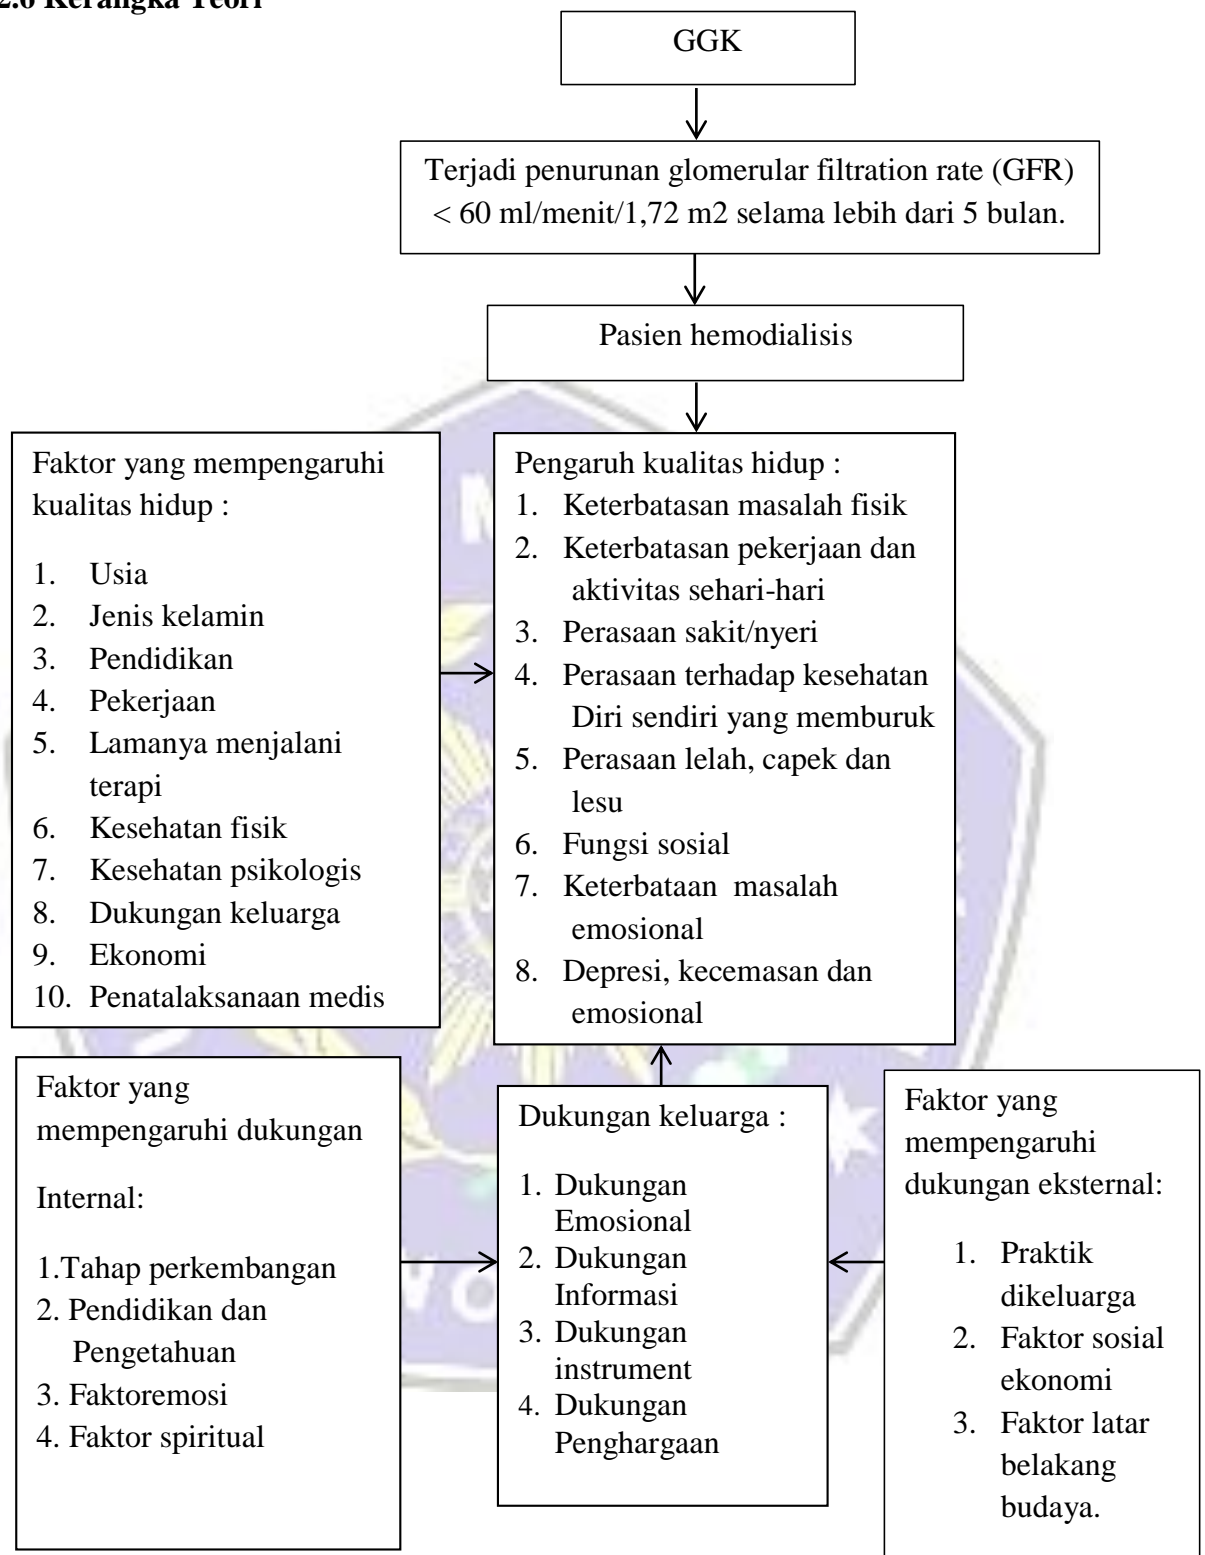 2.6 Kerangka Teori
GGK
Terjadi penurunan glomerular filtration rate (GFR)
< 60 ml/menit/1,72 m2 selama lebih dari 5 bulan.
Pasien hemodialisis
Faktor yang mempengaruhi
kualitas hidup :
1. Usia
2. Jenis kelamin
3. Pendidikan
4. Pekerjaan
5. Lamanya menjalani
terapi
6. Kesehatan fisik
7. Kesehatan psikologis
8. Dukungan keluarga
9. Ekonomi
10. Penatalaksanaan medis
Pengaruh kualitas hidup :
1. Keterbatasan masalah fisik
2. Keterbatasan pekerjaan dan
aktivitas sehari-hari
3. Perasaan sakit/nyeri
4. Perasaan terhadap kesehatan
Diri sendiri yang memburuk
5. Perasaan lelah, capek dan
lesu
6. Fungsi sosial
7. Keterbataan masalah
emosional
8. Depresi, kecemasan dan
emosional
Faktor yang
mempengaruhi dukungan
Internal:
1.Tahap perkembangan
2. Pendidikan dan
Pengetahuan
3. Faktoremosi
4. Faktor spiritual
Dukungan keluarga :
1. Dukungan
Emosional
2. Dukungan
Informasi
3. Dukungan
instrument
4. Dukungan
Penghargaan
Faktor yang
mempengaruhi
dukungan eksternal:
1. Praktik
dikeluarga
2. Faktor sosial
ekonomi
3. Faktor latar
belakang
budaya.